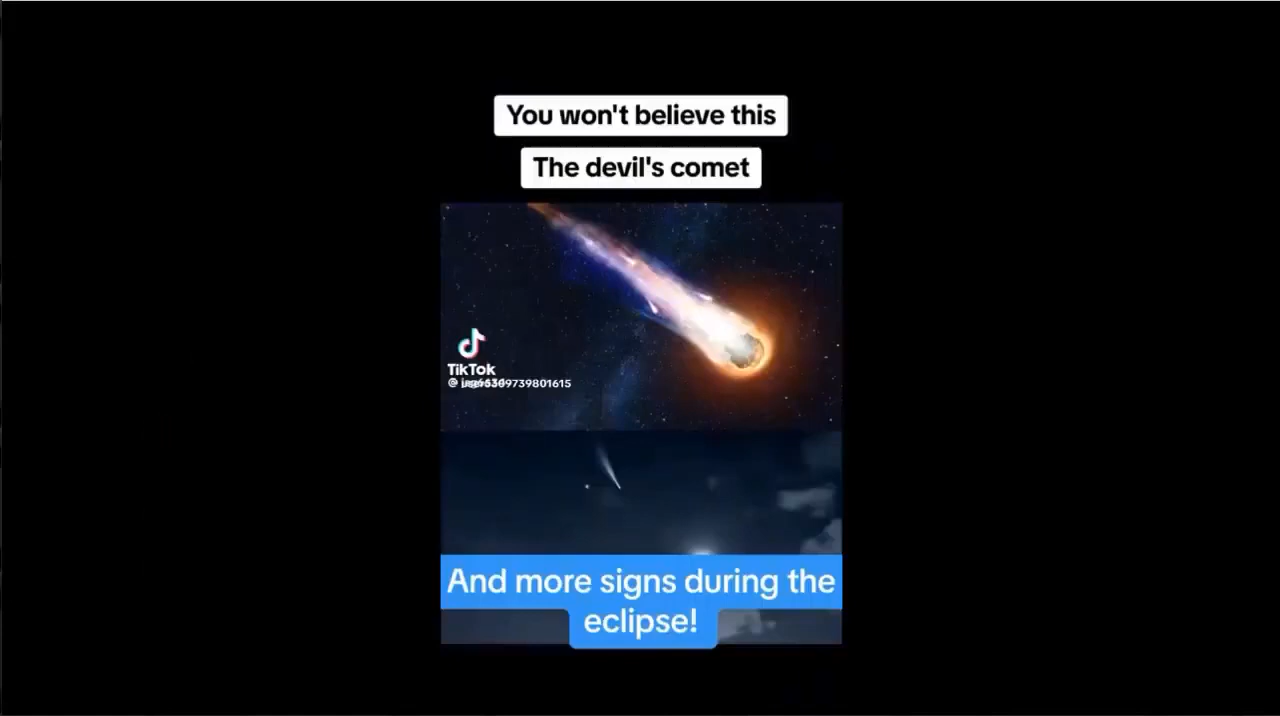 You won't believe this
The devil's comet
TikTok
And more signs during the
eclipse!